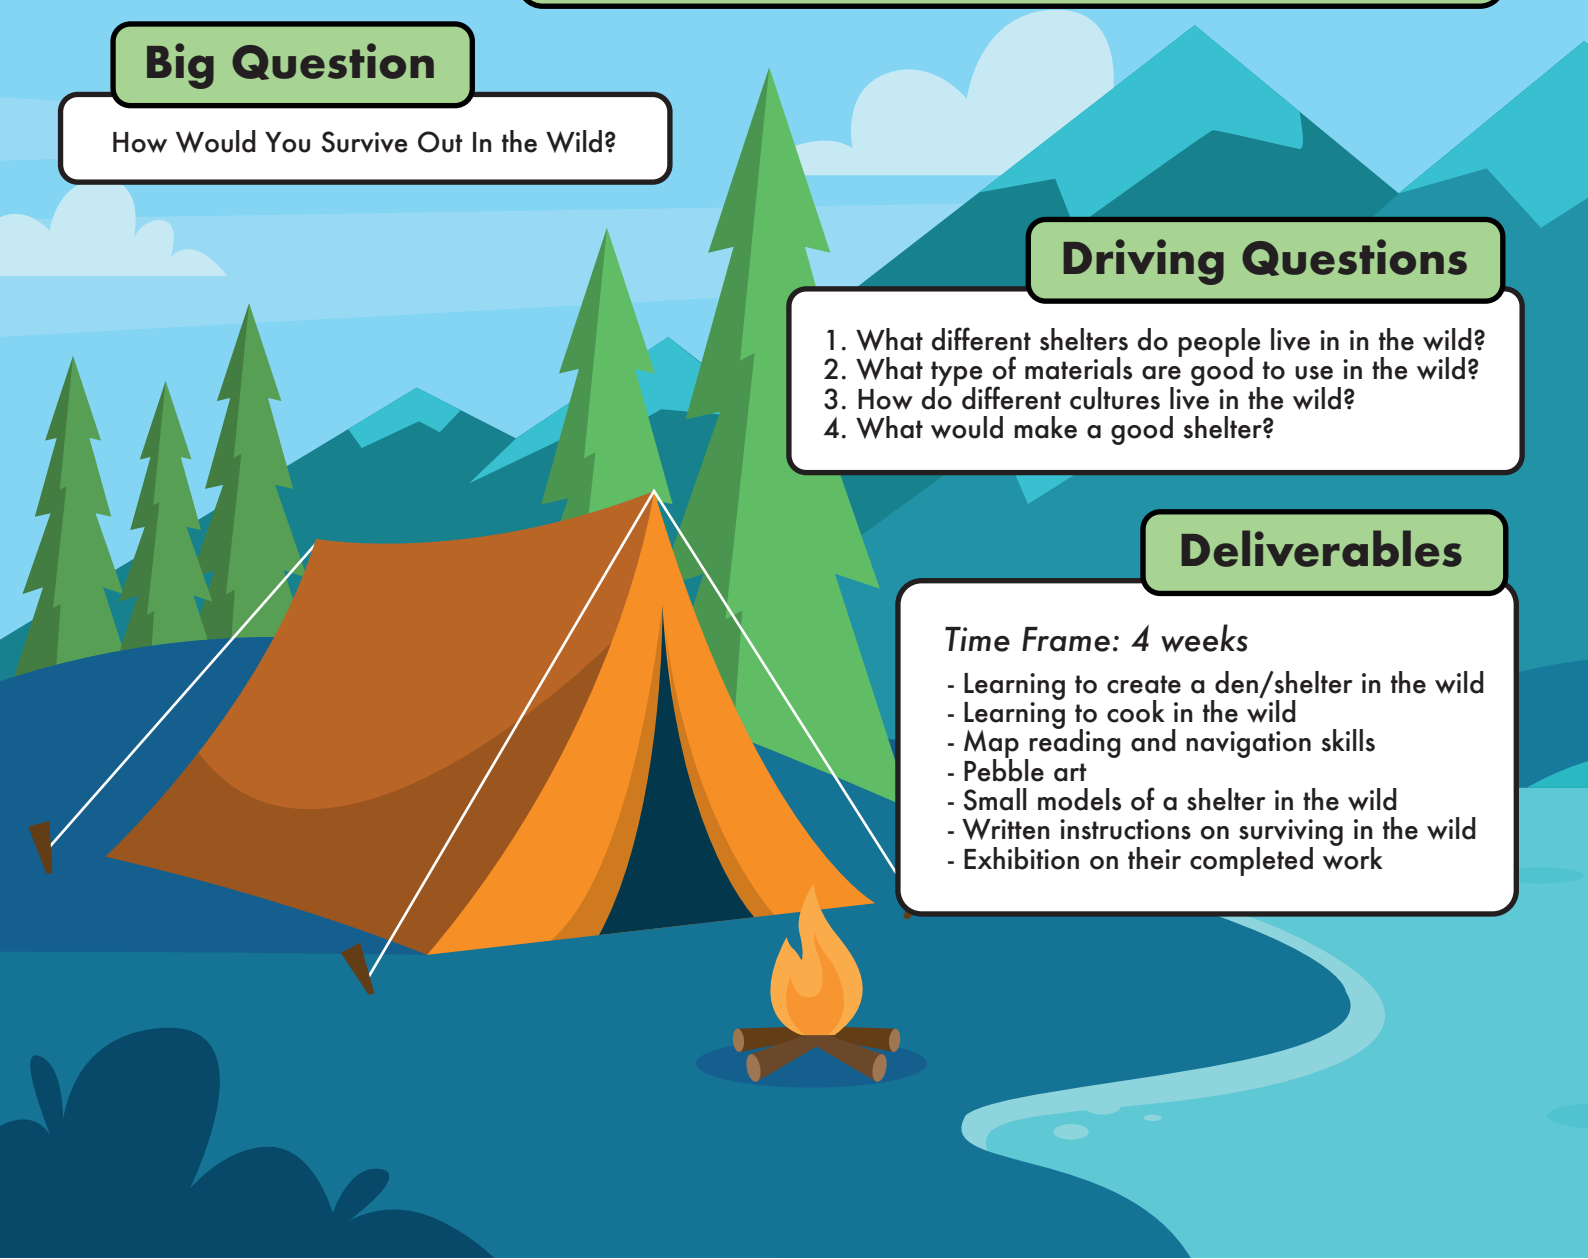 Big Question
How Would You Survive Out In the Wild?
Driving Questions
1. What different shelters do people live in in the wild?
2. What type of materials are good to use in the wild?
3. How do different cultures live in the wild?
4. What would make a good shelter?
Deliverables
Time Frame: 4 weeks
- Learning to create a den/shelter in the wild
- Learning to cook in the wild
- Map reading and navigation skills
- Pebble art
- Small models of a shelter in the wild
- Written instructions on surviving in the wild
- Exhibition on their completed work